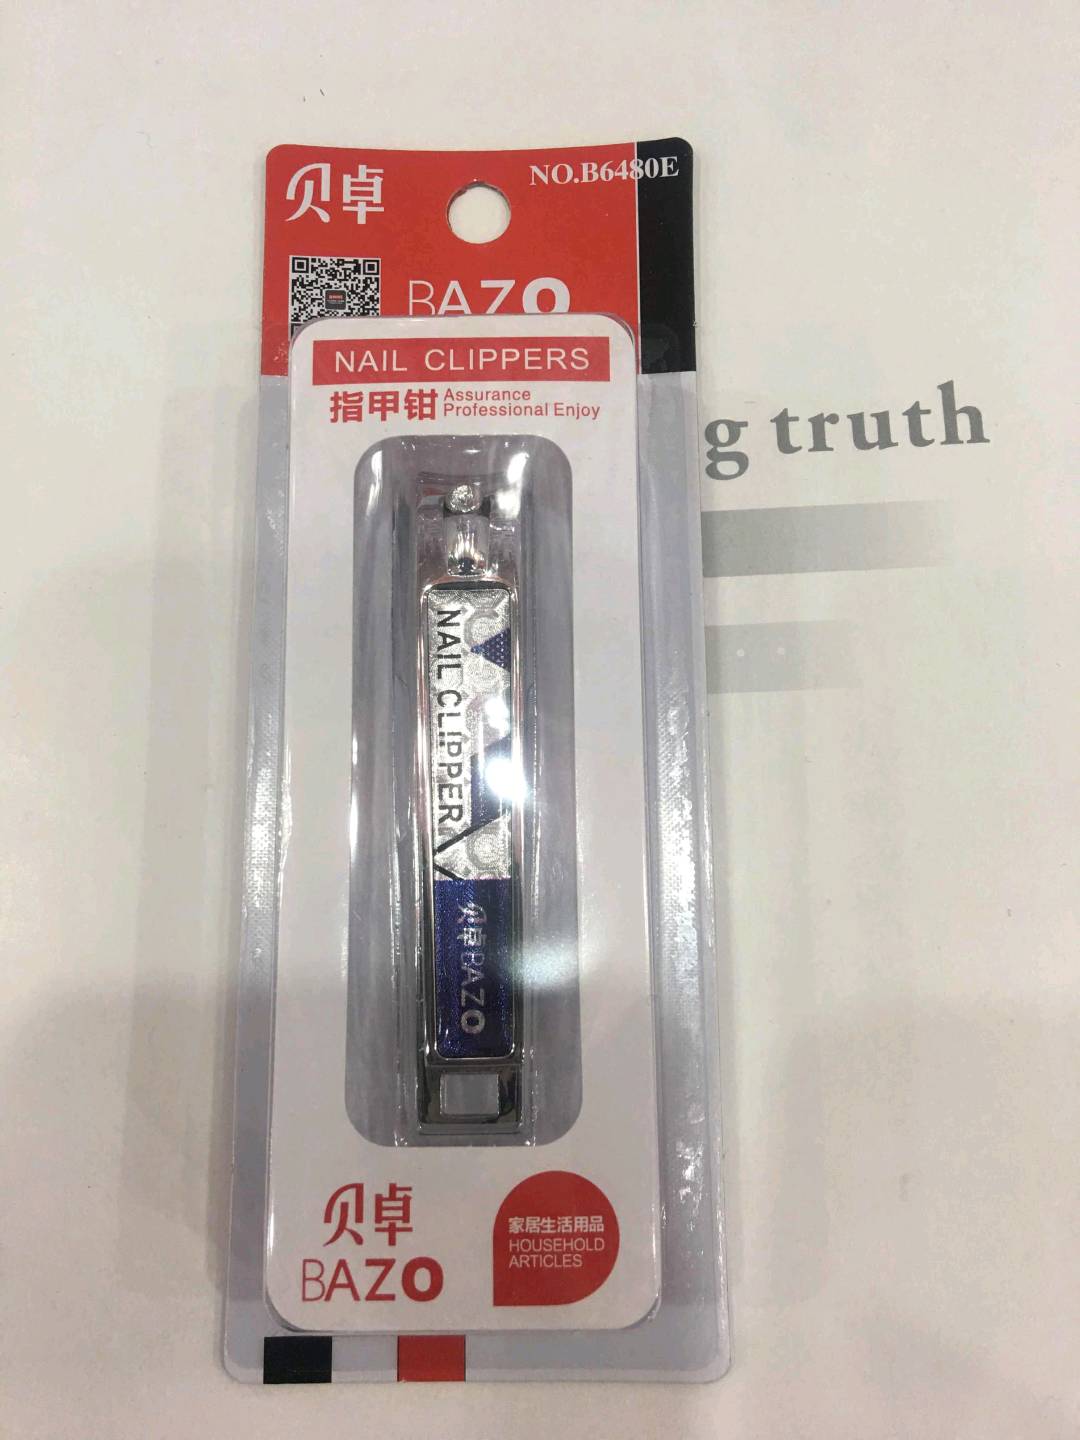 贝卓
NO.B6480E
BAZO
NAIL CLIPPERS
指甲钳
Assurance
Professional Enjoy
g truth
NAIL CLIPPER
贝卓BAZO
贝卓
BAZO
家居生活用品
HOUSEHOLD
ARTICLES